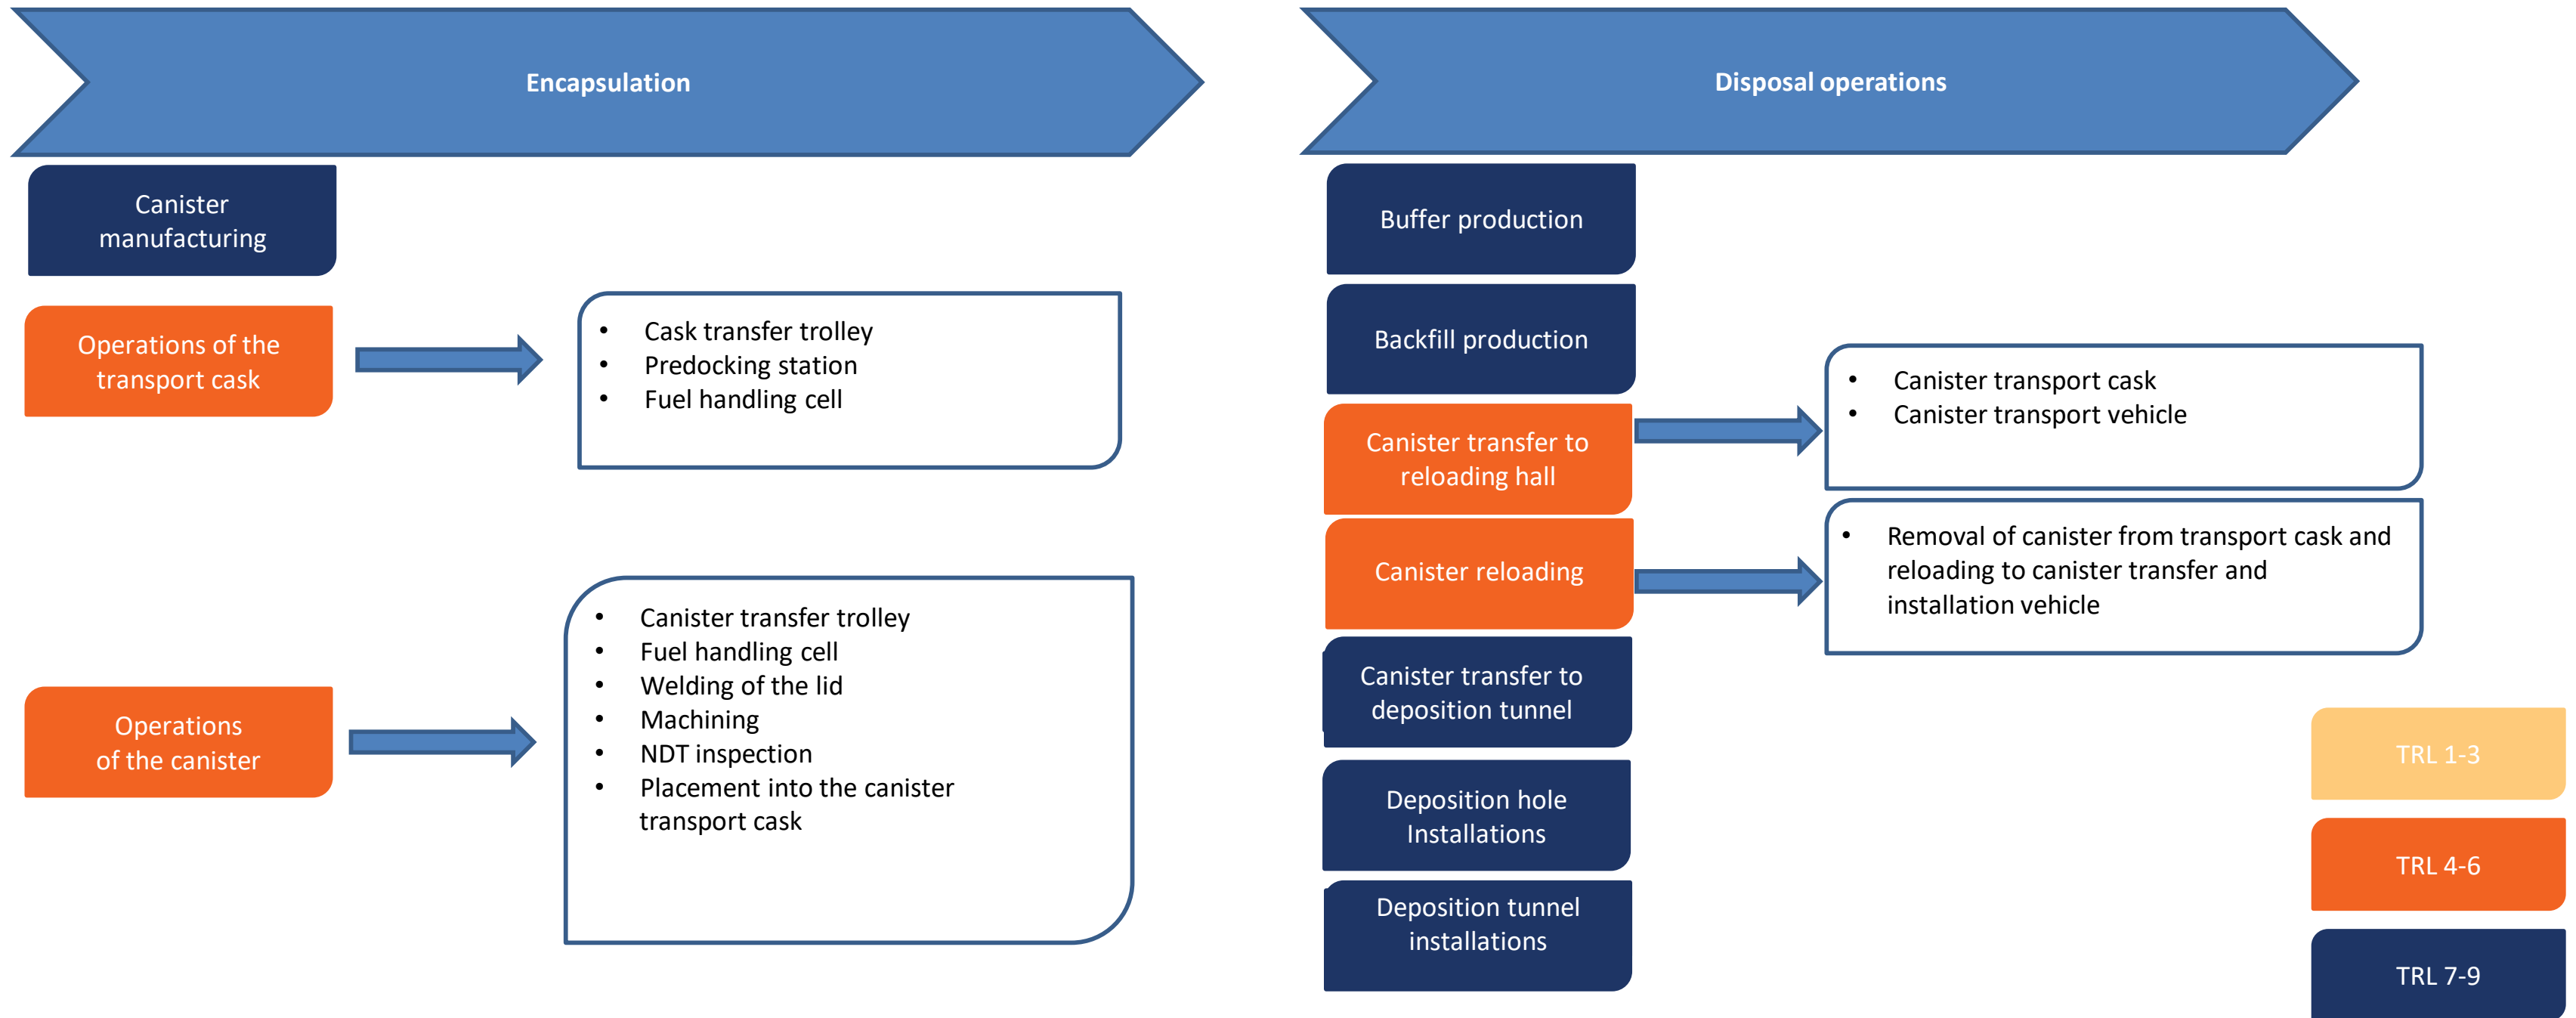 Encapsulation
Canister
manufacturing
Operations of the
transport cask
• Cask transfer trolley
• Predocking station
• Fuel handling cell
Operations
of the canister
• Canister transfer trolley
• Fuel handling cell
• Welding of the lid
• Machining
• NDT inspection
• Placement into the canister
transport cask
Disposal operations
Buffer production
Backfill production
Canister transfer to
reloading hall
• Canister transport cask
• Canister transport vehicle
Canister reloading
• Removal of canister from transport cask and
reloading to canister transfer and
installation vehicle
Canister transfer to
deposition tunnel
Deposition hole
Installations
Deposition tunnel
installations
TRL 1-3
TRL 4-6
TRL 7-9